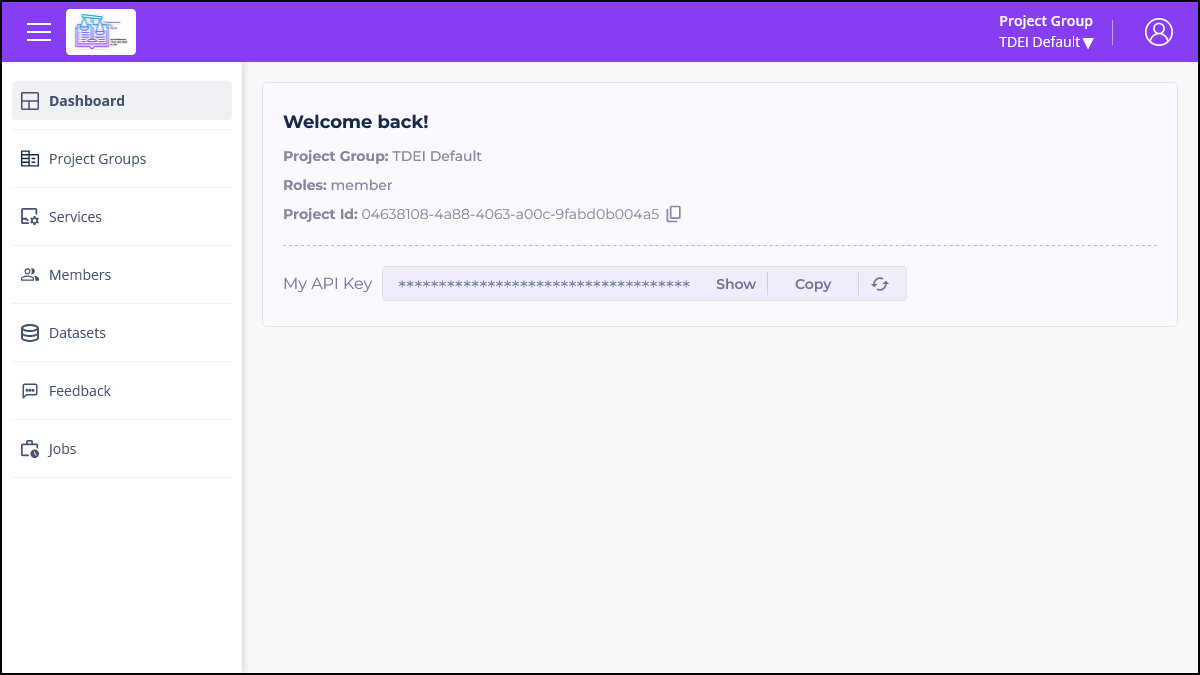 Project Group
TDEI Default ▼
Dashboard
Project Groups
Services
Members
Datasets
Feedback
Jobs
Welcome back!
Project Group: TDEI Default
Roles: member
Project Id: 04638108-4a88-4063-a00c-9fabd0b004a5
My API Key ************************************ Show Copy